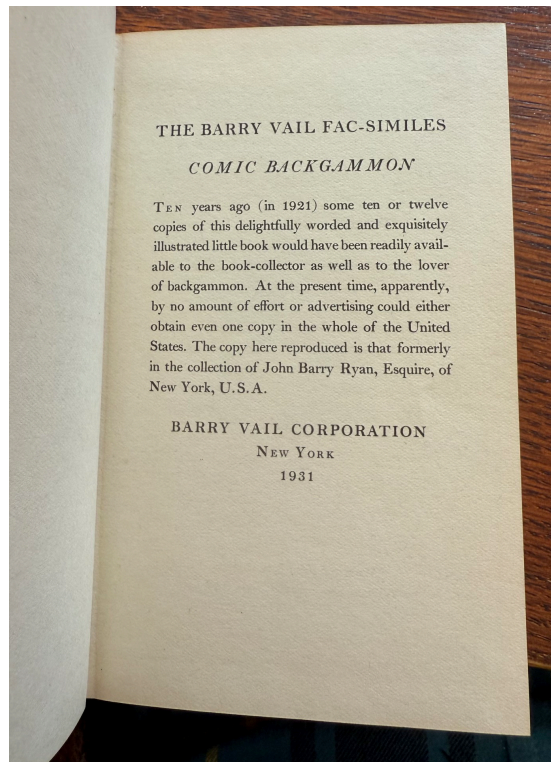 THE BARRY VAIL FAC-SIMILES
COMIC BACKGAMMON
TEN years ago (in 1921) some ten or twelve
copies of this delightfully worded and exquisitely
illustrated little book would have been readily avail-
able to the book-collector as well as to the lover
of backgammon. At the present time, apparently,
by no amount of effort or advertising could either
obtain even one copy in the whole of the United
States. The copy here reproduced is that formerly
in the collection of John Barry Ryan, Esquire, of
New York, U.S.A.
BARRY VAIL CORPORATION
NEW YORK
1931